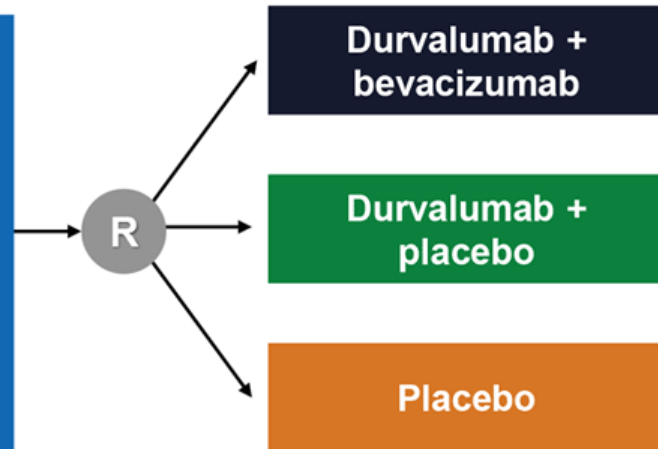 Durvalumab +
bevacizumab
R
Durvalumab +
placebo
Placebo